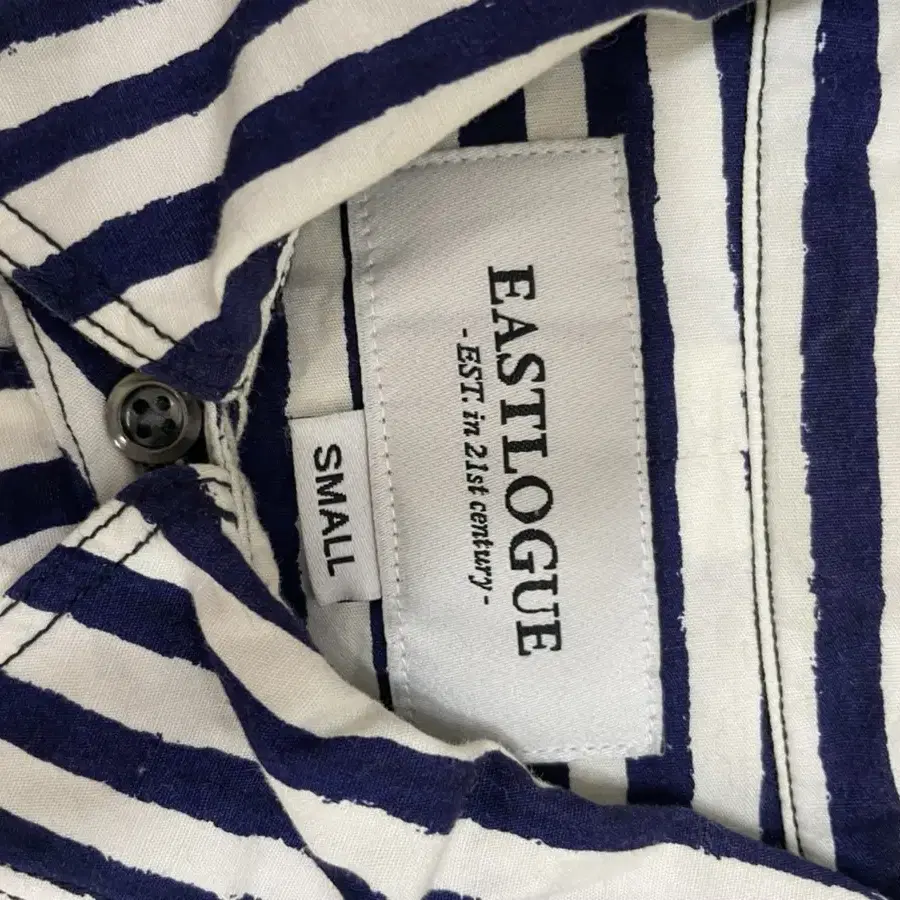 EASTLOGUE
- EST. in 21st century -
SMALL